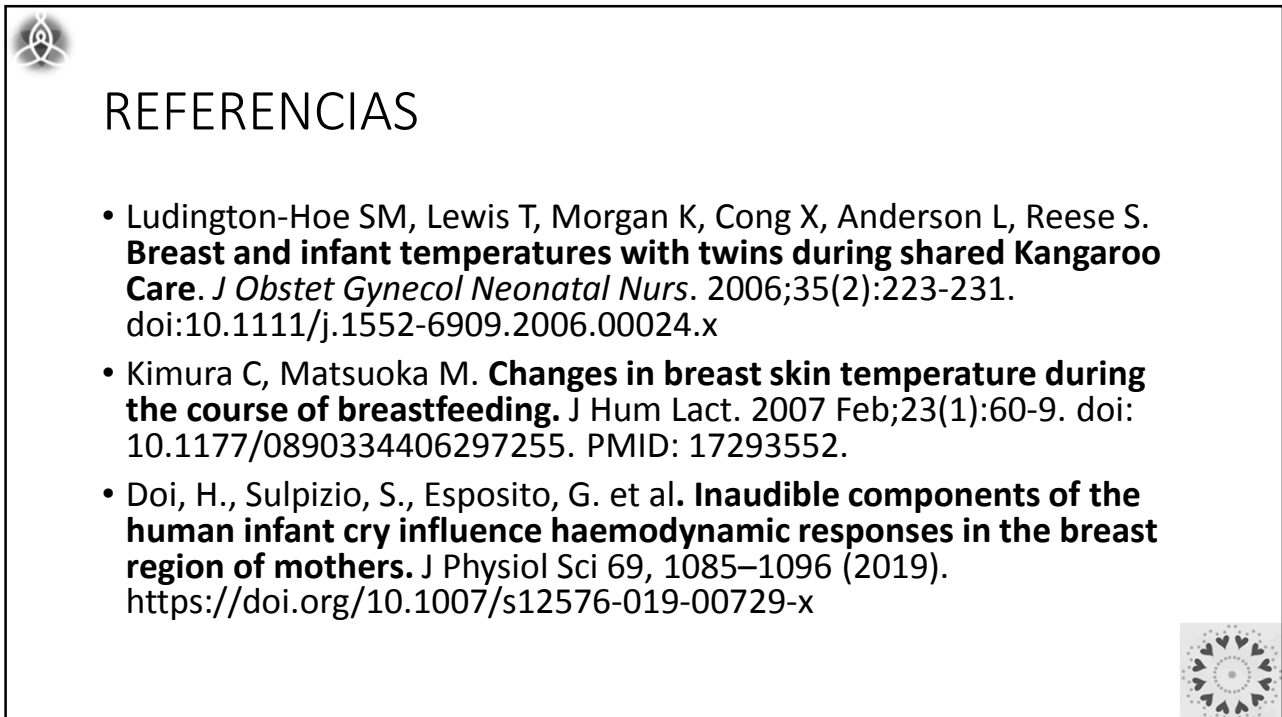 REFERENCIAS
• Ludington-Hoe SM, Lewis T, Morgan K, Cong X, Anderson L, Reese S.
Breast and infant temperatures with twins during shared Kangaroo
Care. J Obstet Gynecol Neonatal Nurs. 2006;35(2):223-231.
doi:10.1111/j.1552-6909.2006.00024.x
• Kimura C, Matsuoka M. Changes in breast skin temperature during
the course of breastfeeding. J Hum Lact. 2007 Feb;23(1):60-9. doi:
10.1177/0890334406297255. PMID: 17293552.
• Doi, H., Sulpizio, S., Esposito, G. et al. Inaudible components of the
human infant cry influence haemodynamic responses in the breast
region of mothers. J Physiol Sci 69, 1085–1096 (2019).
https://doi.org/10.1007/s12576-019-00729-x